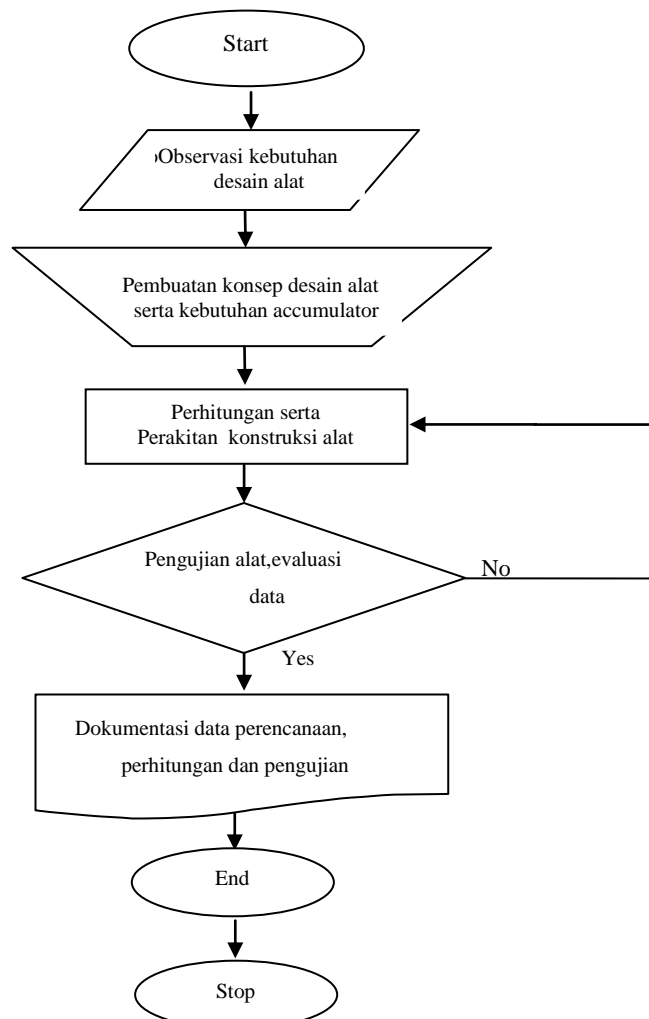 Start
Observasi kebutuhan
desain alat
Pembuatan konsep desain alat
serta kebutuhan accumulator
Perhitungan serta
Perakitan konstruksi alat
Pengujian alat,evaluasi
data
No
Yes
Dokumentasi data perencanaan,
perhitungan dan pengujian
End
Stop